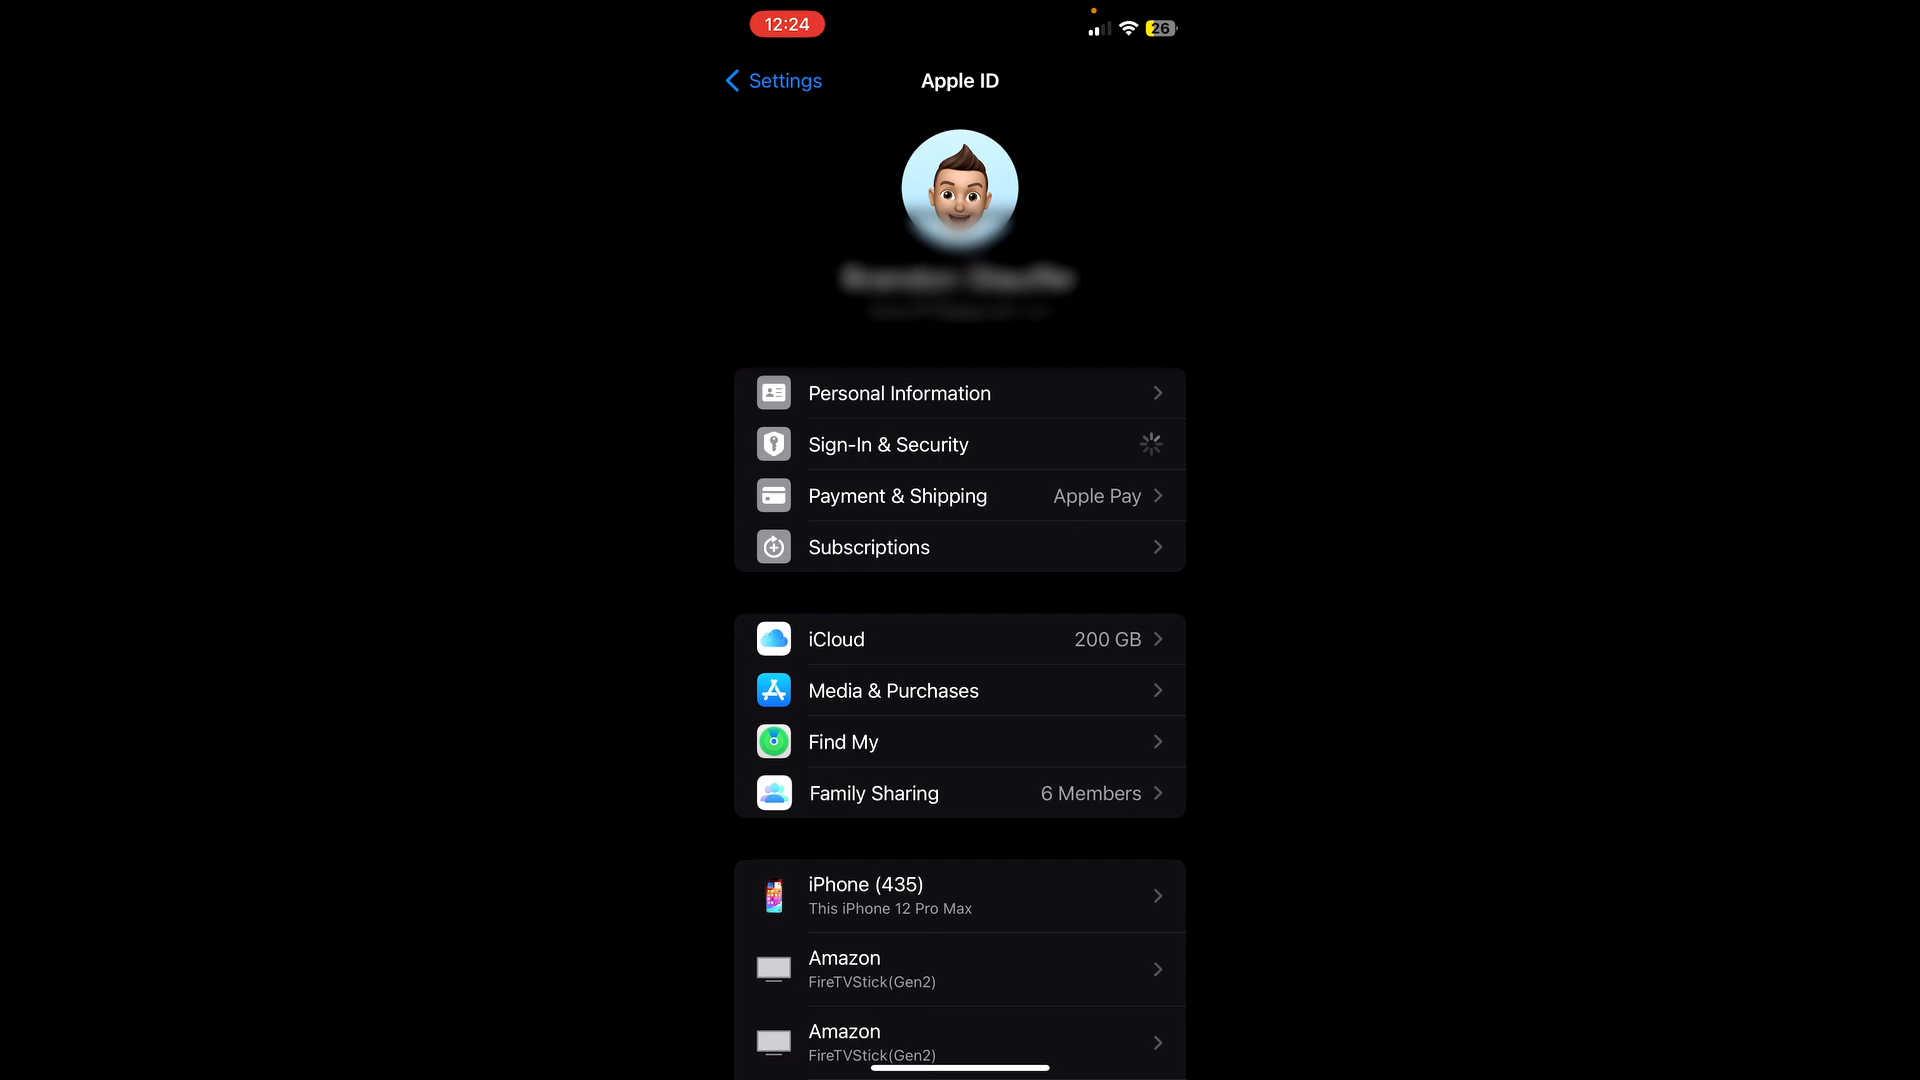 12:24
26
Settings
Apple ID
Personal Information
Sign-In & Security
Payment & Shipping Apple Pay
Subscriptions
iCloud 200 GB
Media & Purchases
Find My
Family Sharing 6 Members
iPhone (435)
This iPhone 12 Pro Max
Amazon
FireTVStick(Gen2)
Amazon
FireTVStick(Gen2)